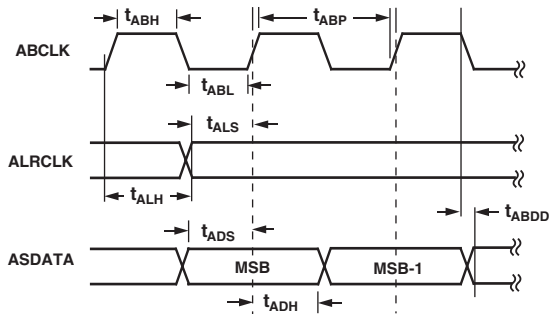 tABH
tABP
ABCLK
tABL
tALS
ALRCLK
tALH
tABDD
tADS
ASDATA
MSB
MSB-1
tADH